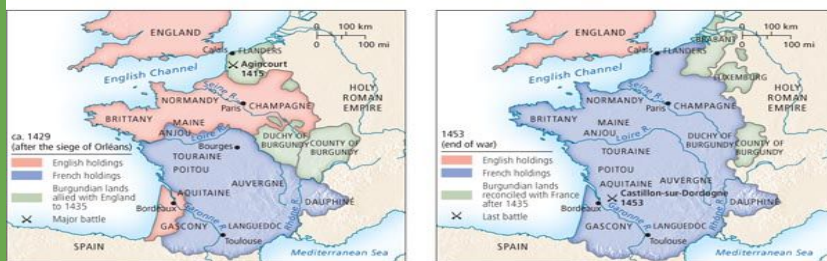 ENGLAND
0 100 km
0 100 mi
Calais
FLANDERS
Agincourt
1415
English Channel
HOLY
ROMAN
EMPIRE
NORMANDY
Seine R.
Paris
CHAMPAGNE
BRITTANY
MAINE
ANJOU
Loire R.
DUCHY OF
BURGUNDY
COUNTY OF
BURGUNDY
Bourges
TOURAINE
POITOU
ca. 1429
(after the siege of Orléans)
English holdings
French holdings
Burgundian lands
allied with England
to 1435
Major battle
AQUITAINE
AUVERGNE
Bordeaux
Garonne R.
Rhône R.
DAUPHINÉ
GASCONY
LANGUEDOC
Toulouse
SPAIN
Mediterranean Sea
ENGLAND
0 100 km
0 100 mi
BRABANT
Calais
FLANDERS
LUXEMBURG
English Channel
HOLY
ROMAN
EMPIRE
NORMANDY
Seine R.
Paris
CHAMPAGNE
BRITTANY
MAINE
ANJOU
Loire R.
DUCHY OF
BURGUNDY
COUNTY OF
BURGUNDY
TOURAINE
POITOU
1453
(end of war)
English holdings
French holdings
Burgundian lands
reconciled with France
after 1435
Last battle
AQUITAINE
AUVERGNE
Castillon-sur-Dordogne
1453
Bordeaux
Garonne R.
Rhône R.
DAUPHINÉ
GASCONY
LANGUEDOC
Toulouse
SPAIN
Mediterranean Sea